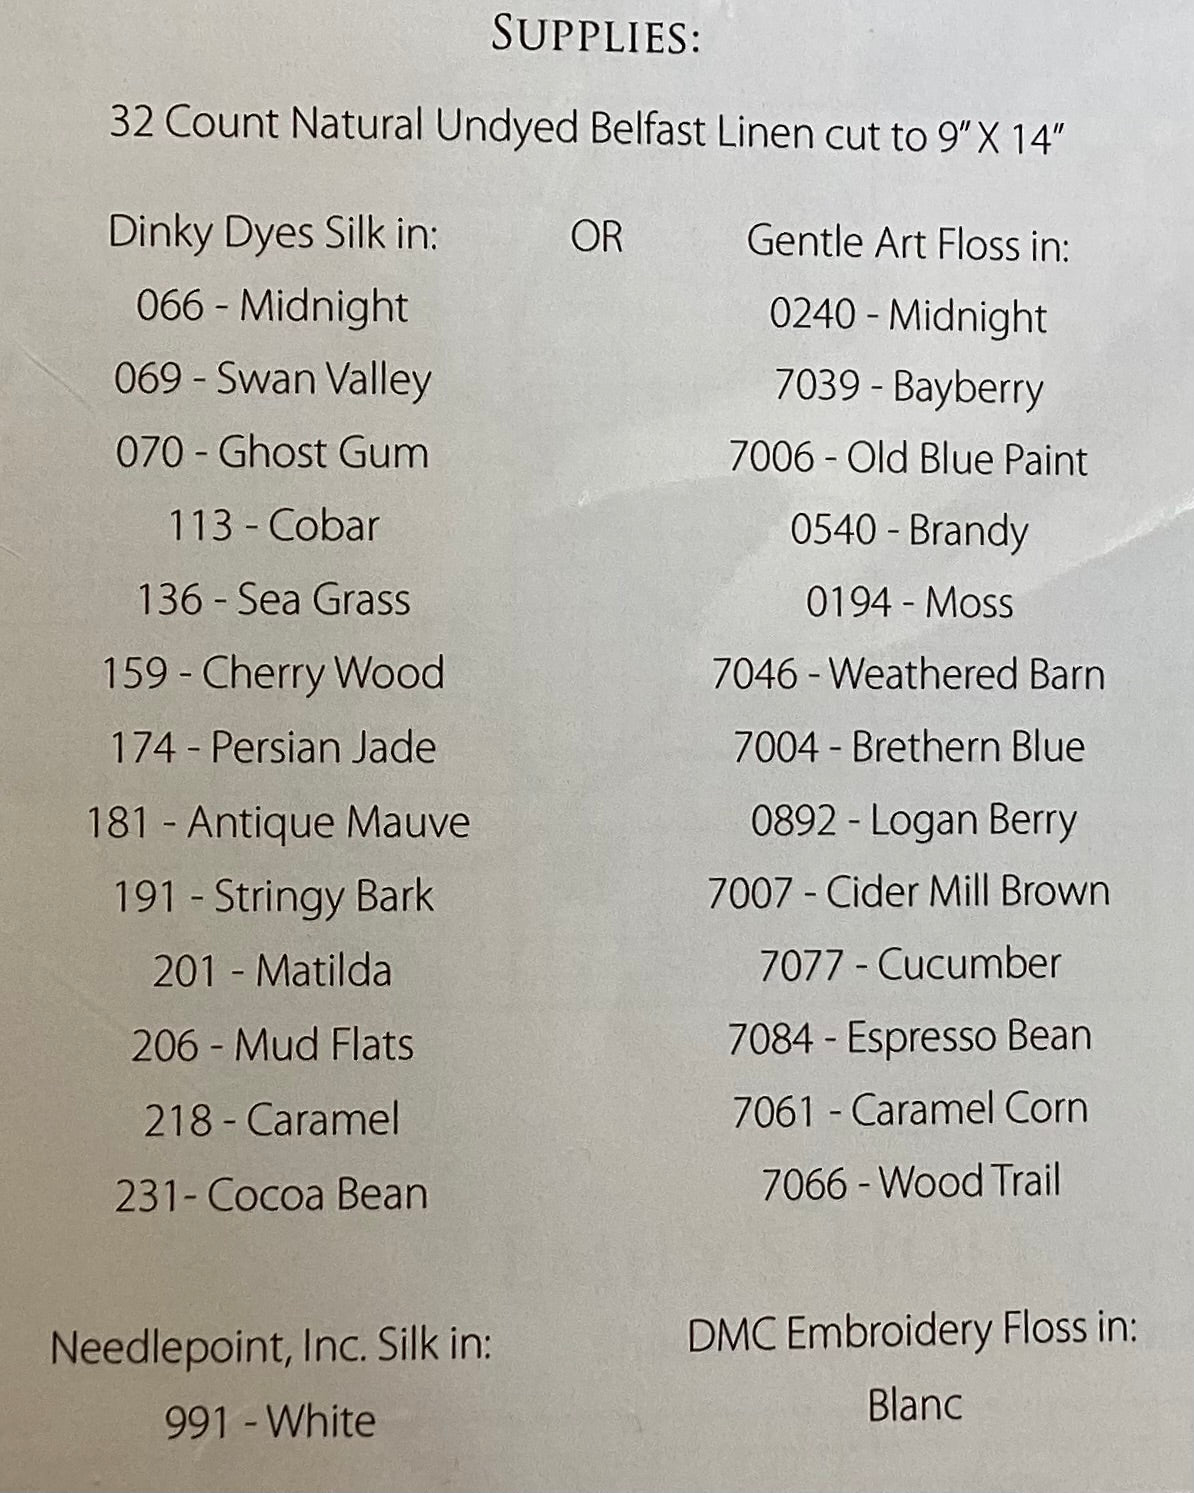 SUPPLIES:
32 Count Natural Undyed Belfast Linen cut to 9" X 14"
Dinky Dyes Silk in:
066 - Midnight
069 - Swan Valley
070 - Ghost Gum
113 - Cobar
136 - Sea Grass
159 - Cherry Wood
174 - Persian Jade
181 - Antique Mauve
191 - Stringy Bark
201 - Matilda
206 - Mud Flats
218 - Caramel
231- Cocoa Bean
Needlepoint, Inc. Silk in:
991 - White
OR
Gentle Art Floss in:
0240 - Midnight
7039 - Bayberry
7006 - Old Blue Paint
0540 - Brandy
0194 - Moss
7046 - Weathered Barn
7004 - Brethern Blue
0892 - Logan Berry
7007 - Cider Mill Brown
7077 - Cucumber
7084 - Espresso Bean
7061 - Caramel Corn
7066 - Wood Trail
DMC Embroidery Floss in:
Blanc